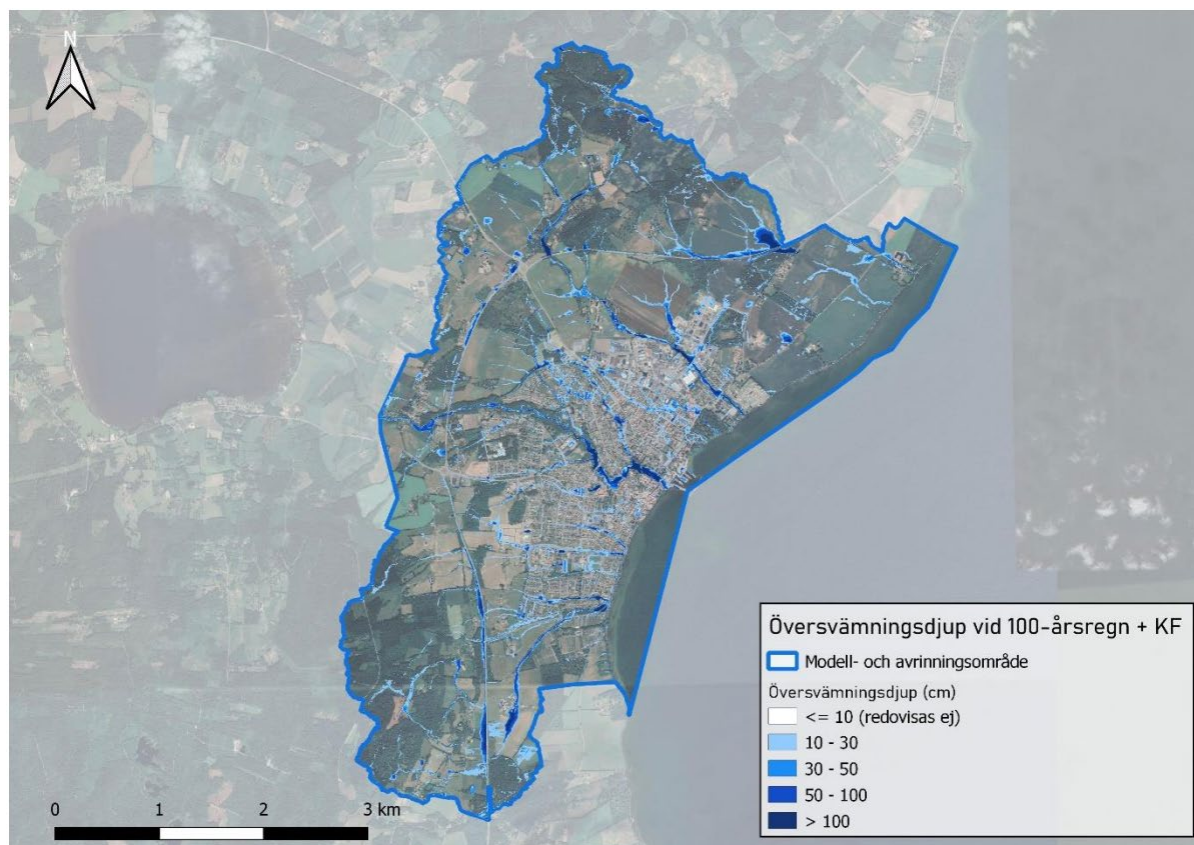 N
Översvämningsdjup vid 100-årsregn + KF
Modell- och avrinningsområde
Översvämningsdjup (cm)
<= 10 (redovisas ej)
10 - 30
30 - 50
50 - 100
> 100
0 1 2 3 km